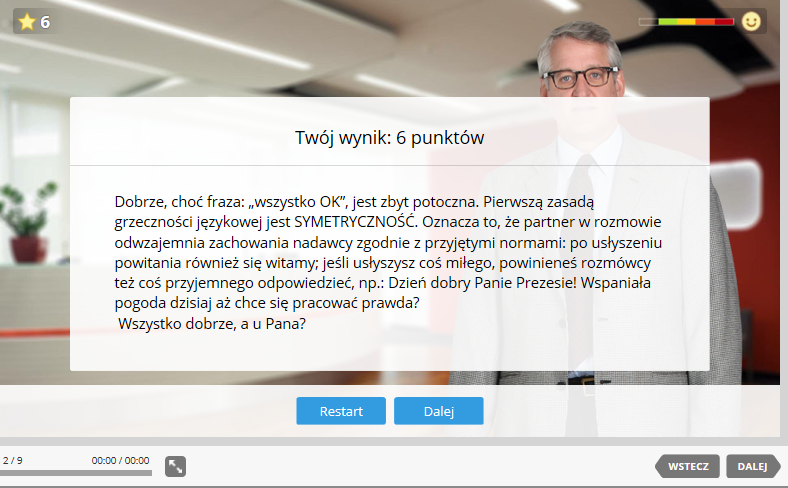 6
Twój wynik: 6 punktów
Dobrze, choć fraza: „wszystko OK”, jest zbyt potoczna. Pierwszą zasadą
grzeczności językowej jest SYMETRYCZNOŚĆ. Oznacza to, że partner w rozmowie
odwzajemnia zachowania nadawcy zgodnie z przyjętymi normami: po usłyszeniu
powitania również się witamy; jeśli usłyszysz coś miłego, powinieneś rozmówcy
też coś przyjemnego odpowiedzieć, np.: Dzień dobry Panie Prezesie! Wspaniała
pogoda dzisiaj aż chce się pracować prawda?
Wszystko dobrze, a u Pana?
Restart
Dalej
2 / 9
00:00 / 00:00
WSTECZ
DALEJ